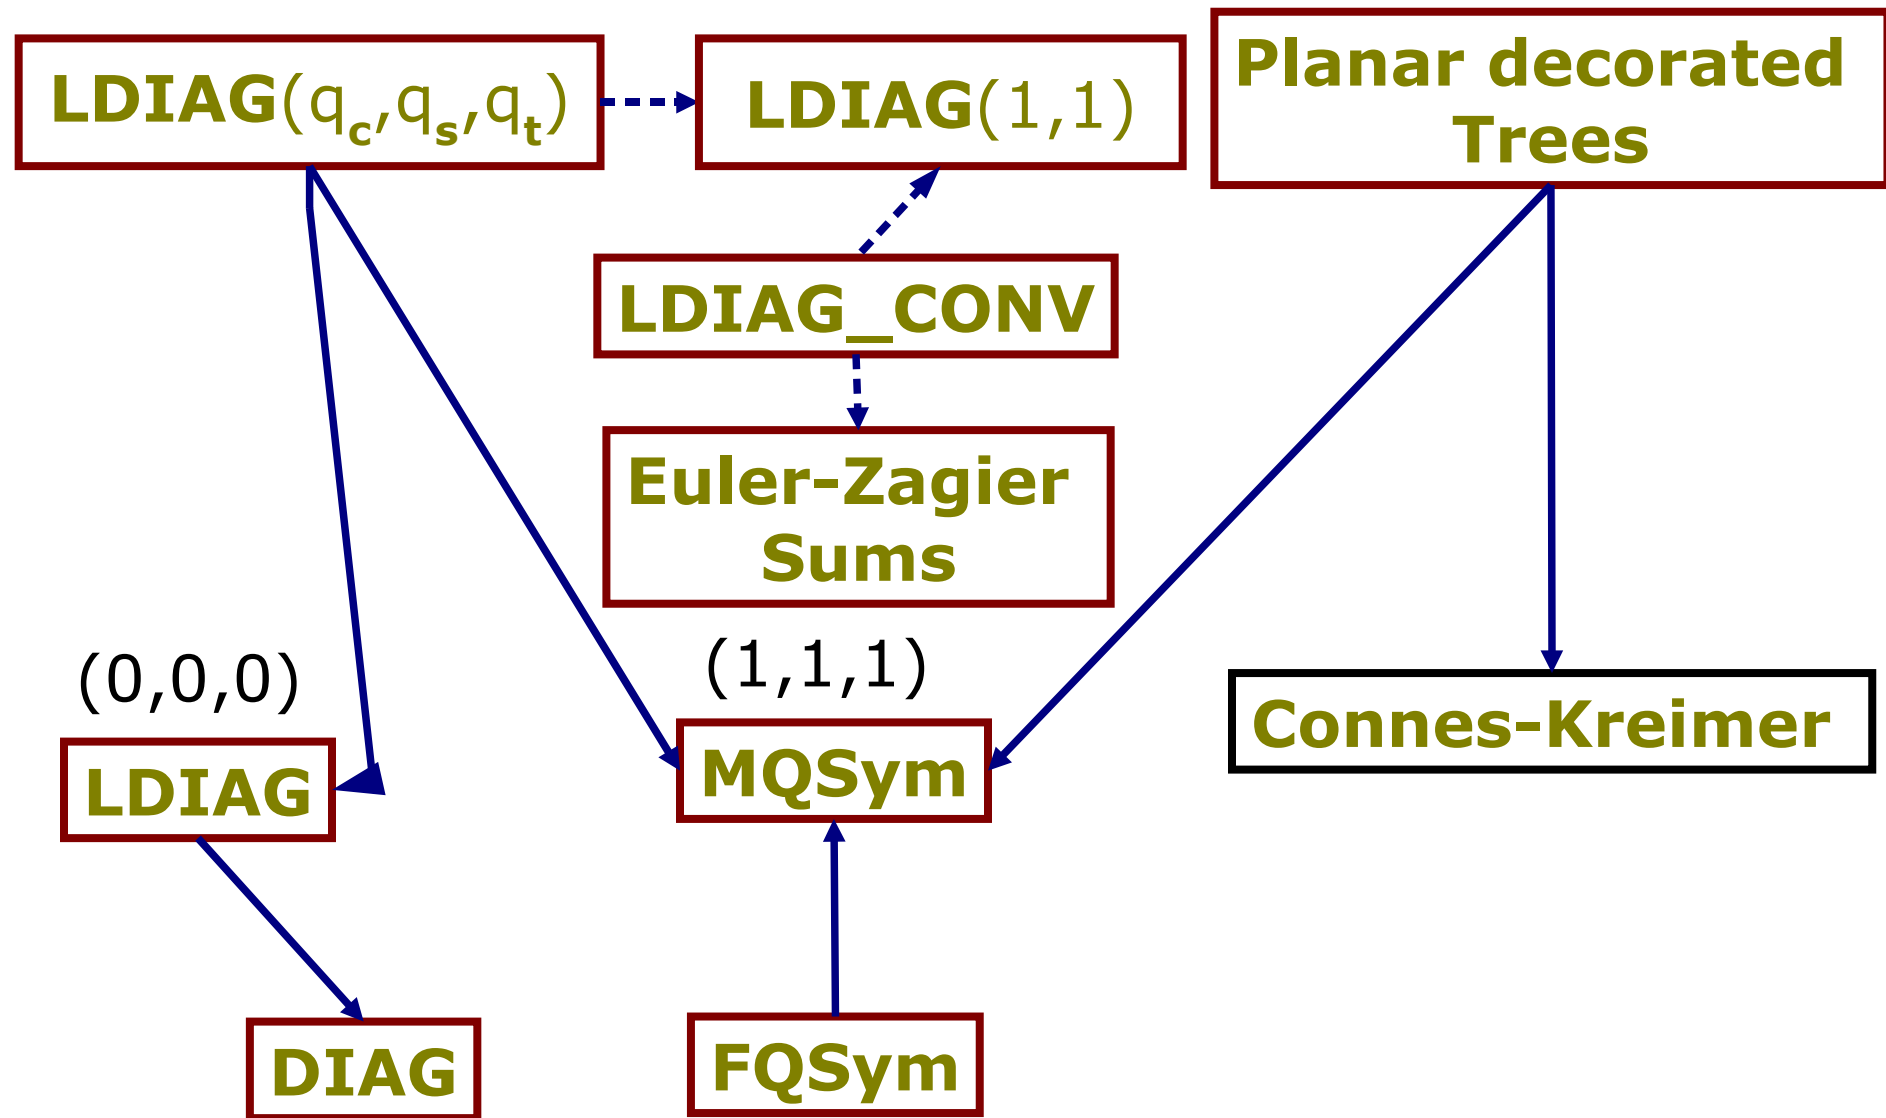 LDIAG(qc,qs,qt)
LDIAG(1,1)
Planar decorated
Trees
LDIAG_CONV
Euler-Zagier
Sums
(0,0,0)
(1,1,1)
LDIAG
MQSym
Connes-Kreimer
DIAG
FQSym